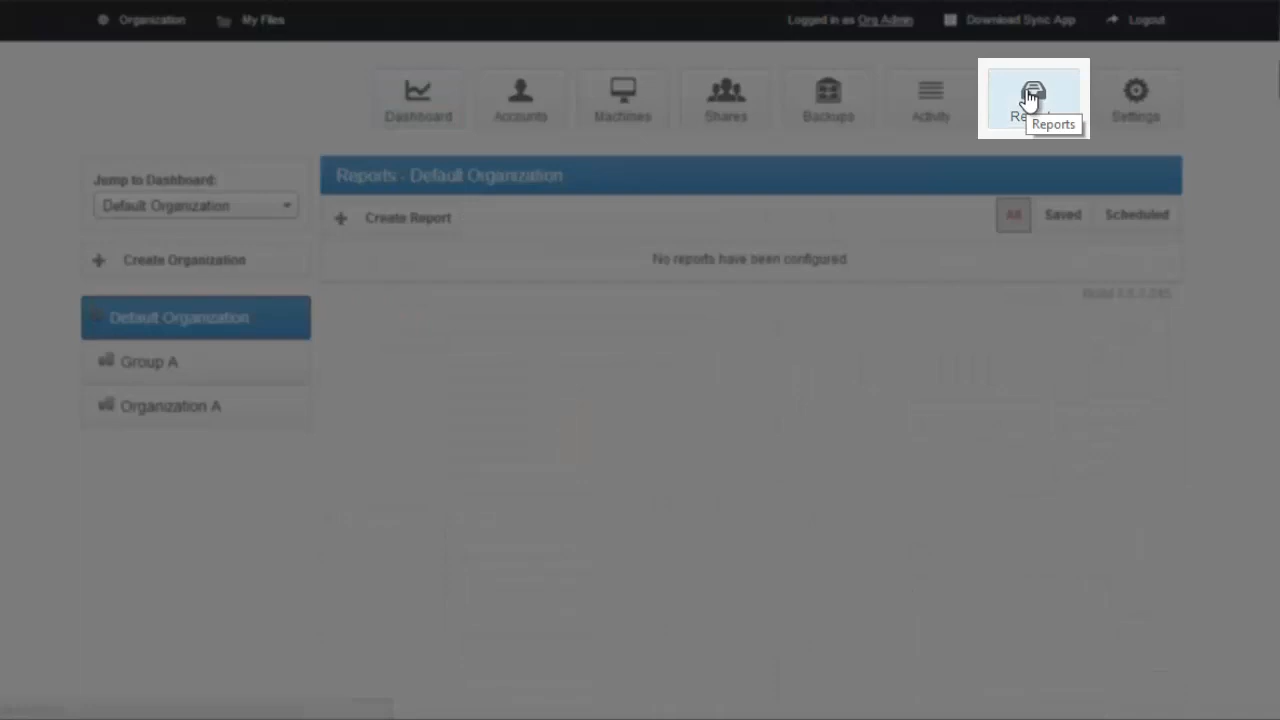 Organization My Files Logged in as Org Admin Download Sync App Logout
Dashboard Accounts Machines Shares Backups Activity Reports Settings
Jump to Dashboard:
Default Organization
Create Organization
Default Organization
Group A
Organization A
Reports - Default Organization
Create Report All Saved Scheduled
No reports have been configured
Build